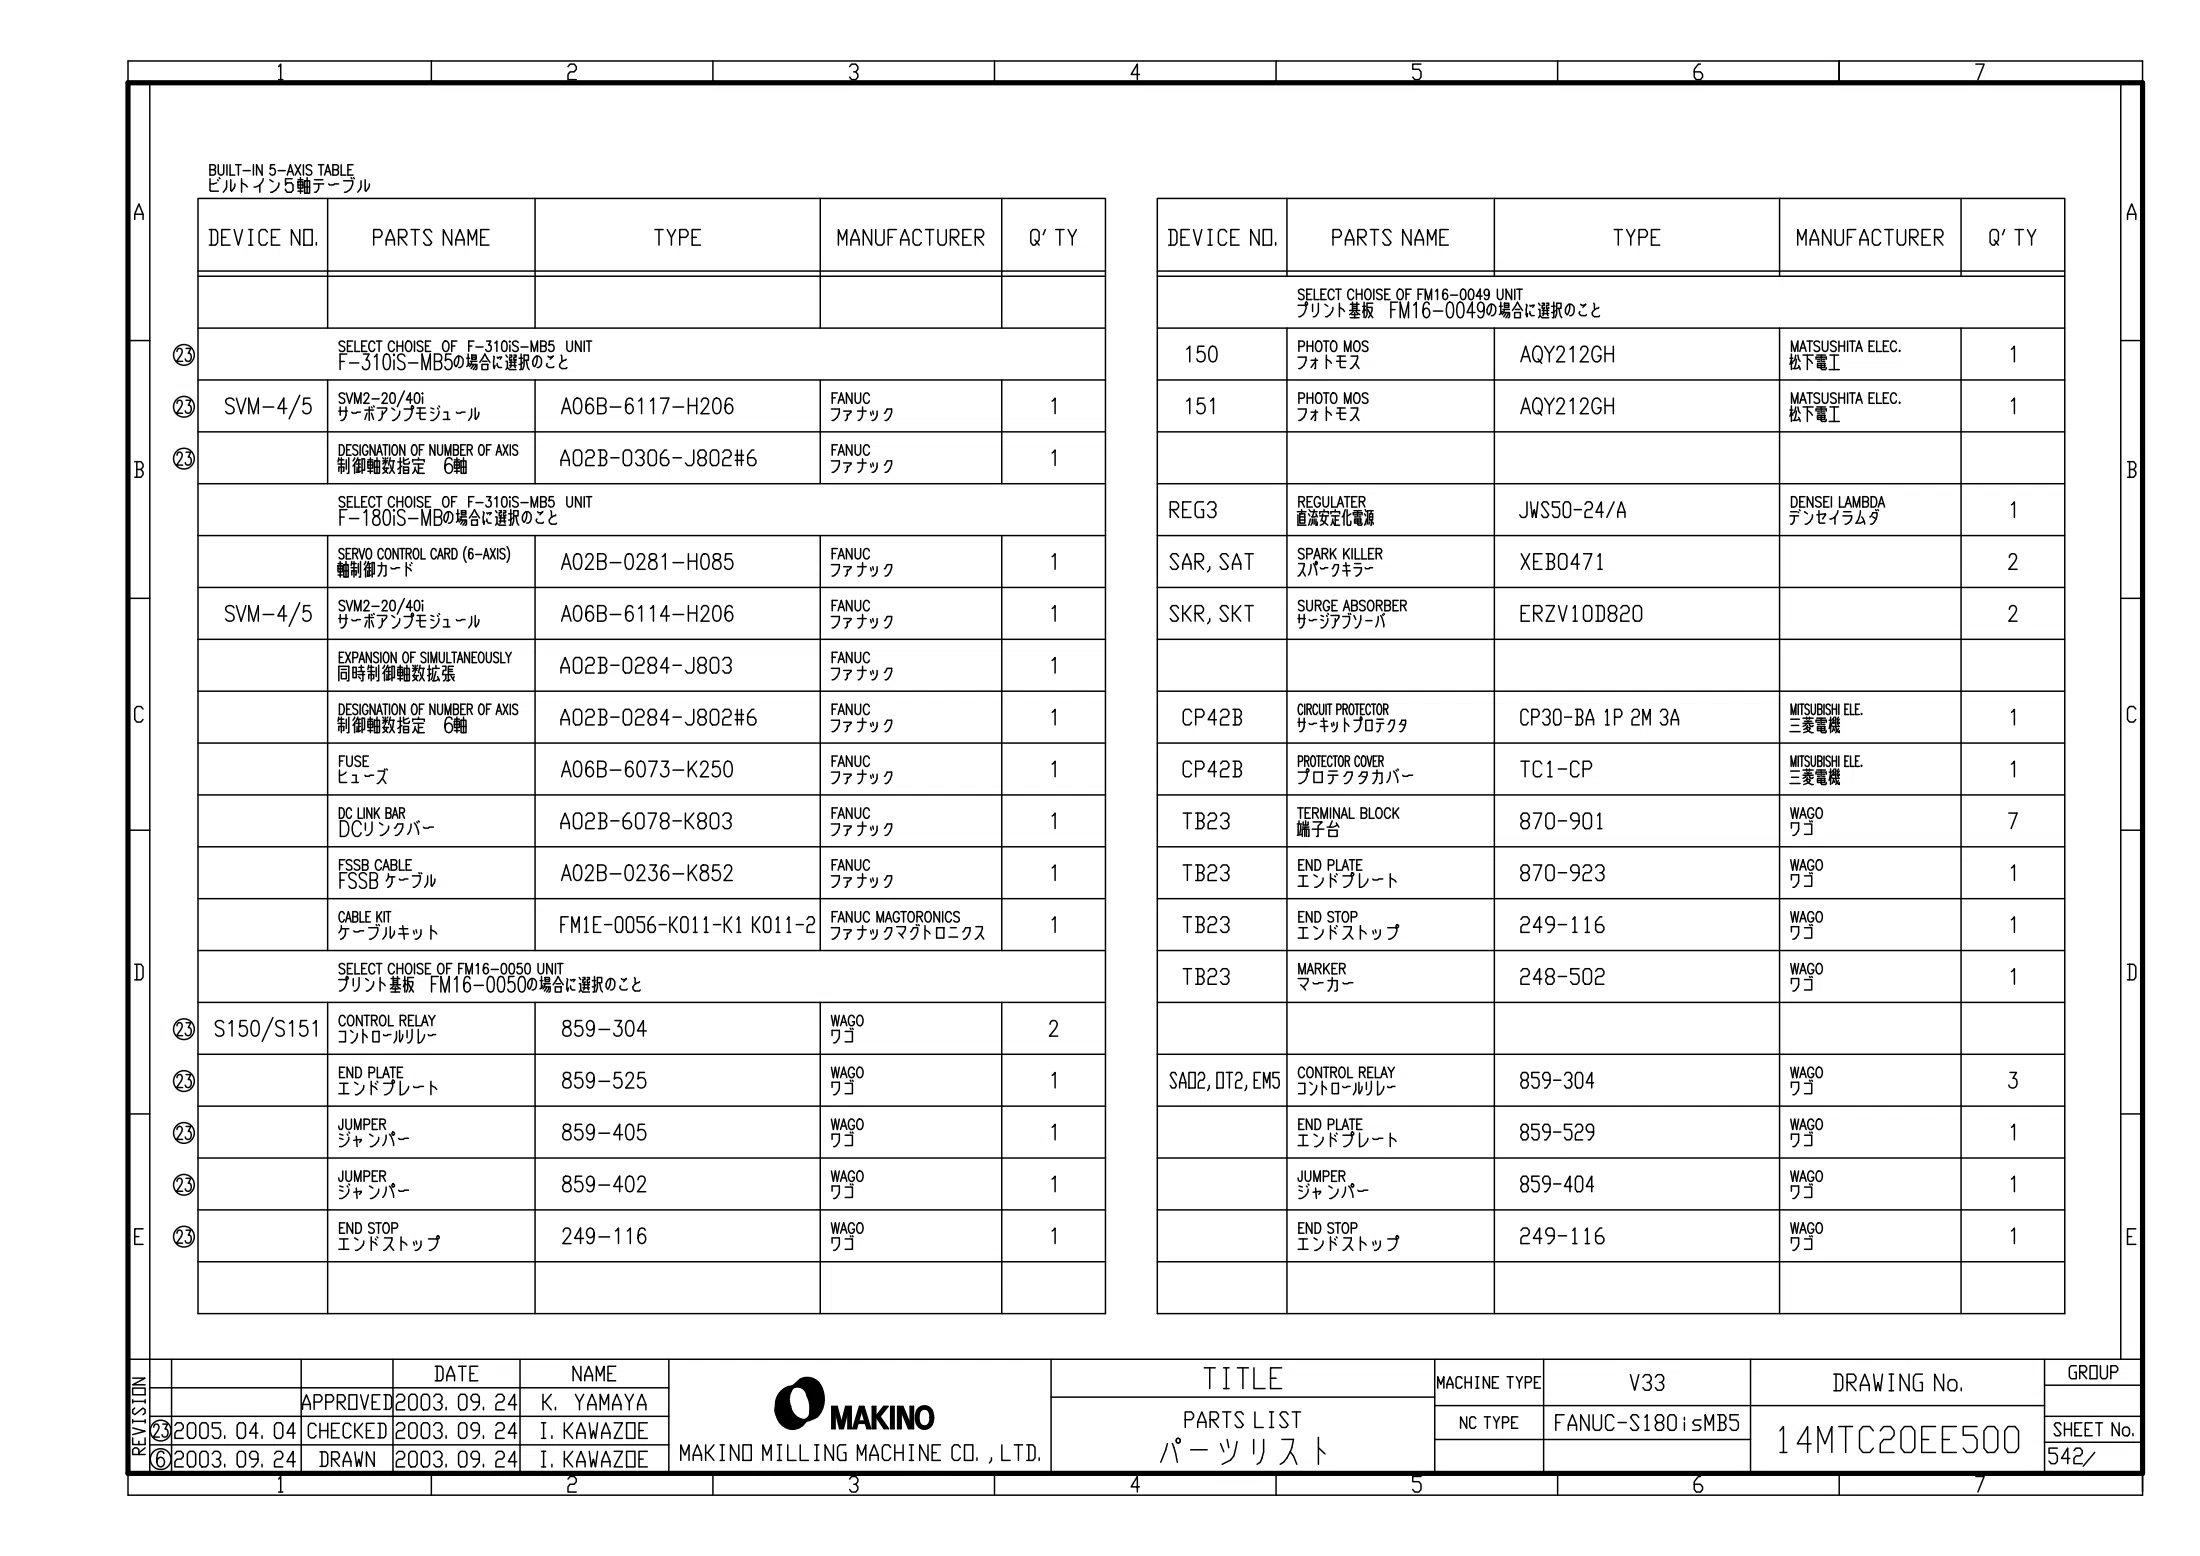 1 2 3 4 5 6 7
A A
B B
C C
D D
E E
BUILT-IN 5-AXIS TABLE
ビルトイン5軸テーブル
DEVICE NO. PARTS NAME TYPE MANUFACTURER Q'TY
㉓ SELECT CHOISE OF F-310iS-MB5 UNIT
F-310iS-MB5の場合に選択のこと
㉓ SVM-4/5 SVM2-20/40i A06B-6117-H206 FANUC 1
サーボアンプモジュール ファナック
㉓ DESIGNATION OF NUMBER OF AXIS A02B-0306-J802#6 FANUC 1
制御軸数指定 6軸 ファナック
SELECT CHOISE OF F-310iS-MB5 UNIT
F-180iS-MBの場合に選択のこと
SERVO CONTROL CARD (6-AXIS) A02B-0281-H085 FANUC 1
軸制御カード ファナック
SVM-4/5 SVM2-20/40i A06B-6114-H206 FANUC 1
サーボアンプモジュール ファナック
EXPANSION OF SIMULTANEOUSLY A02B-0284-J803 FANUC 1
同時制御軸数拡張 ファナック
DESIGNATION OF NUMBER OF AXIS A02B-0284-J802#6 FANUC 1
制御軸数指定 6軸 ファナック
FUSE A06B-6073-K250 FANUC 1
ヒューズ ファナック
DC LINK BAR A02B-6078-K803 FANUC 1
DCリンクバー ファナック
FSSB CABLE A02B-0236-K852 FANUC 1
FSSB ケーブル ファナック
CABLE KIT FM1E-0056-K011-K1 K011-2 FANUC MAGTORONICS 1
ケーブルキット ファナックマグトロニクス
SELECT CHOISE OF FM16-0050 UNIT
プリント基板 FM16-0050の場合に選択のこと
㉓ S150/S151 CONTROL RELAY 859-304 WAGO 2
コントロールリレー ワゴ
㉓ END PLATE 859-525 WAGO 1
エンドプレート ワゴ
㉓ JUMPER 859-405 WAGO 1
ジャンパー ワゴ
㉓ JUMPER 859-402 WAGO 1
ジャンパー ワゴ
㉓ END STOP 249-116 WAGO 1
エンドストップ ワゴ
DEVICE NO. PARTS NAME TYPE MANUFACTURER Q'TY
SELECT CHOISE OF FM16-0049 UNIT
プリント基板 FM16-0049の場合に選択のこと
150 PHOTO MOS AQY212GH MATSUSHITA ELEC. 1
フォトモス 松下電工
151 PHOTO MOS AQY212GH MATSUSHITA ELEC. 1
フォトモス 松下電工
REG3 REGULATER JWS50-24/A DENSEI LAMBDA 1
直流安定化電源 デンセイラムダ
SAR, SAT SPARK KILLER XEB0471 2
スパークキラー
SKR, SKT SURGE ABSORBER ERZV10D820 2
サージアブソーバ
CP42B CIRCUIT PROTECTOR CP30-BA 1P 2M 3A MITSUBISHI ELE. 1
サーキットプロテクタ 三菱電機
CP42B PROTECTOR COVER TC1-CP MITSUBISHI ELE. 1
プロテクタカバー 三菱電機
TB23 TERMINAL BLOCK 870-901 WAGO 7
端子台 ワゴ
TB23 END PLATE 870-923 WAGO 1
エンドプレート ワゴ
TB23 END STOP 249-116 WAGO 1
エンドストップ ワゴ
TB23 MARKER 248-502 WAGO 1
マーカー ワゴ
SAO2, OT2, EM5 CONTROL RELAY 859-304 WAGO 3
コントロールリレー ワゴ
END PLATE 859-529 WAGO 1
エンドプレート ワゴ
JUMPER 859-404 WAGO 1
ジャンパー ワゴ
END STOP 249-116 WAGO 1
エンドストップ ワゴ
REVISION
DATE NAME
APPROVED 2003. 09. 24 K. YAMAYA
㉓ 2005. 04. 04 CHECKED 2003. 09. 24 I. KAWAZOE
⑥ 2003. 09. 24 DRAWN 2003. 09. 24 I. KAWAZOE
MAKINO
MAKINO MILLING MACHINE CO. , LTD.
TITLE
PARTS LIST
パーツリスト
MACHINE TYPE V33
NC TYPE FANUC-S180isMB5
DRAWING No.
14MTC20EE500
GROUP
SHEET No.
542/
1 2 3 4 5 6 7